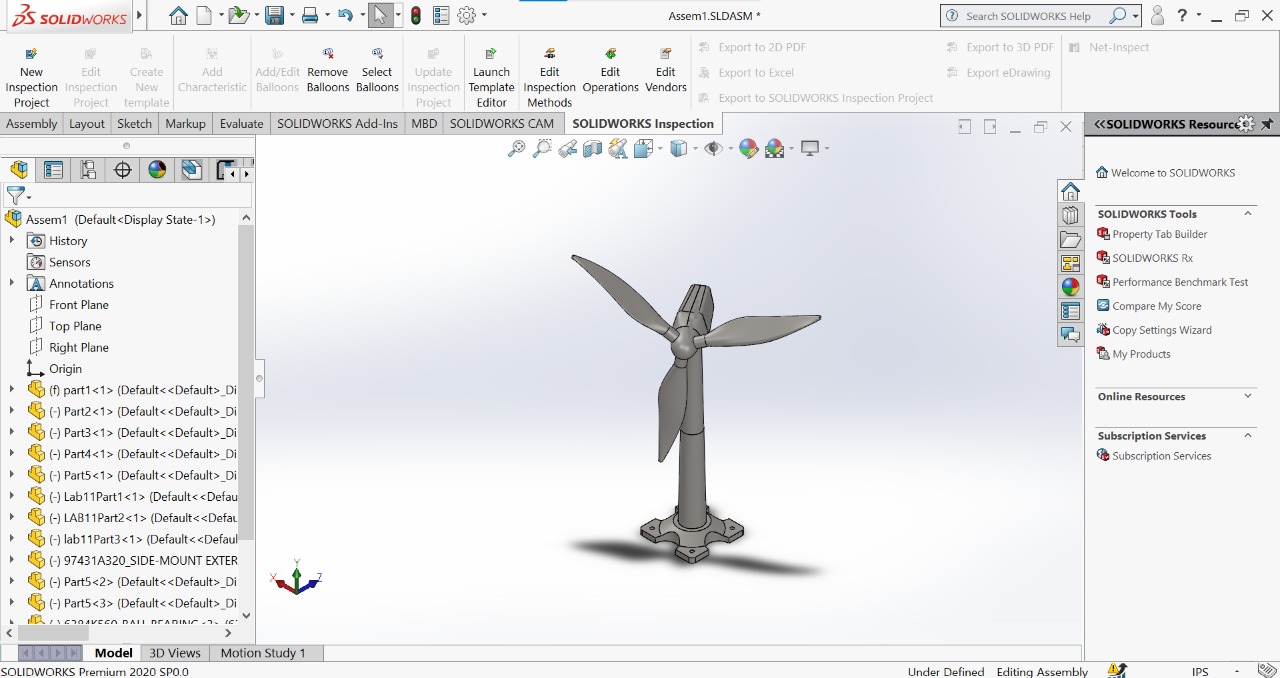 SOLIDWORKS
Assem1.SLDASM *
Search SOLIDWORKS Help
?
New Inspection Project
Edit Inspection Project
Create New template
Add Characteristic
Add/Edit Balloons
Remove Balloons
Select Balloons
Update Inspection Project
Launch Template Editor
Edit Inspection Methods
Edit Operations
Edit Vendors
Export to 2D PDF
Export to Excel
Export to SOLIDWORKS Inspection Project
Export to 3D PDF
Export eDrawing
Net-Inspect
Assembly Layout Sketch Markup Evaluate SOLIDWORKS Add-Ins MBD SOLIDWORKS CAM SOLIDWORKS Inspection
SOLIDWORKS Resourc
Assem1 (Default<Display State-1>)
History
Sensors
Annotations
Front Plane
Top Plane
Right Plane
Origin
(f) part1<1> (Default<<Default>_Di
(-) Part2<1> (Default<<Default>_Di
(-) Part3<1> (Default<<Default>_Di
(-) Part4<1> (Default<<Default>_Di
(-) Part5<1> (Default<<Default>_Di
(-) Lab11Part1<1> (Default<<Defau
(-) LAB11Part2<1> (Default<<Defau
(-) lab11Part3<1> (Default<<Defaul
(-) 97431A320_SIDE-MOUNT EXTER
(-) Part5<2> (Default<<Default>_Di
(-) Part5<3> (Default<<Default>_Di
X Y Z
Welcome to SOLIDWORKS
SOLIDWORKS Tools
Property Tab Builder
SOLIDWORKS Rx
Performance Benchmark Test
Compare My Score
Copy Settings Wizard
My Products
Online Resources
Subscription Services
Subscription Services
Model 3D Views Motion Study 1
SOLIDWORKS Premium 2020 SP0.0
Under Defined Editing Assembly IPS -